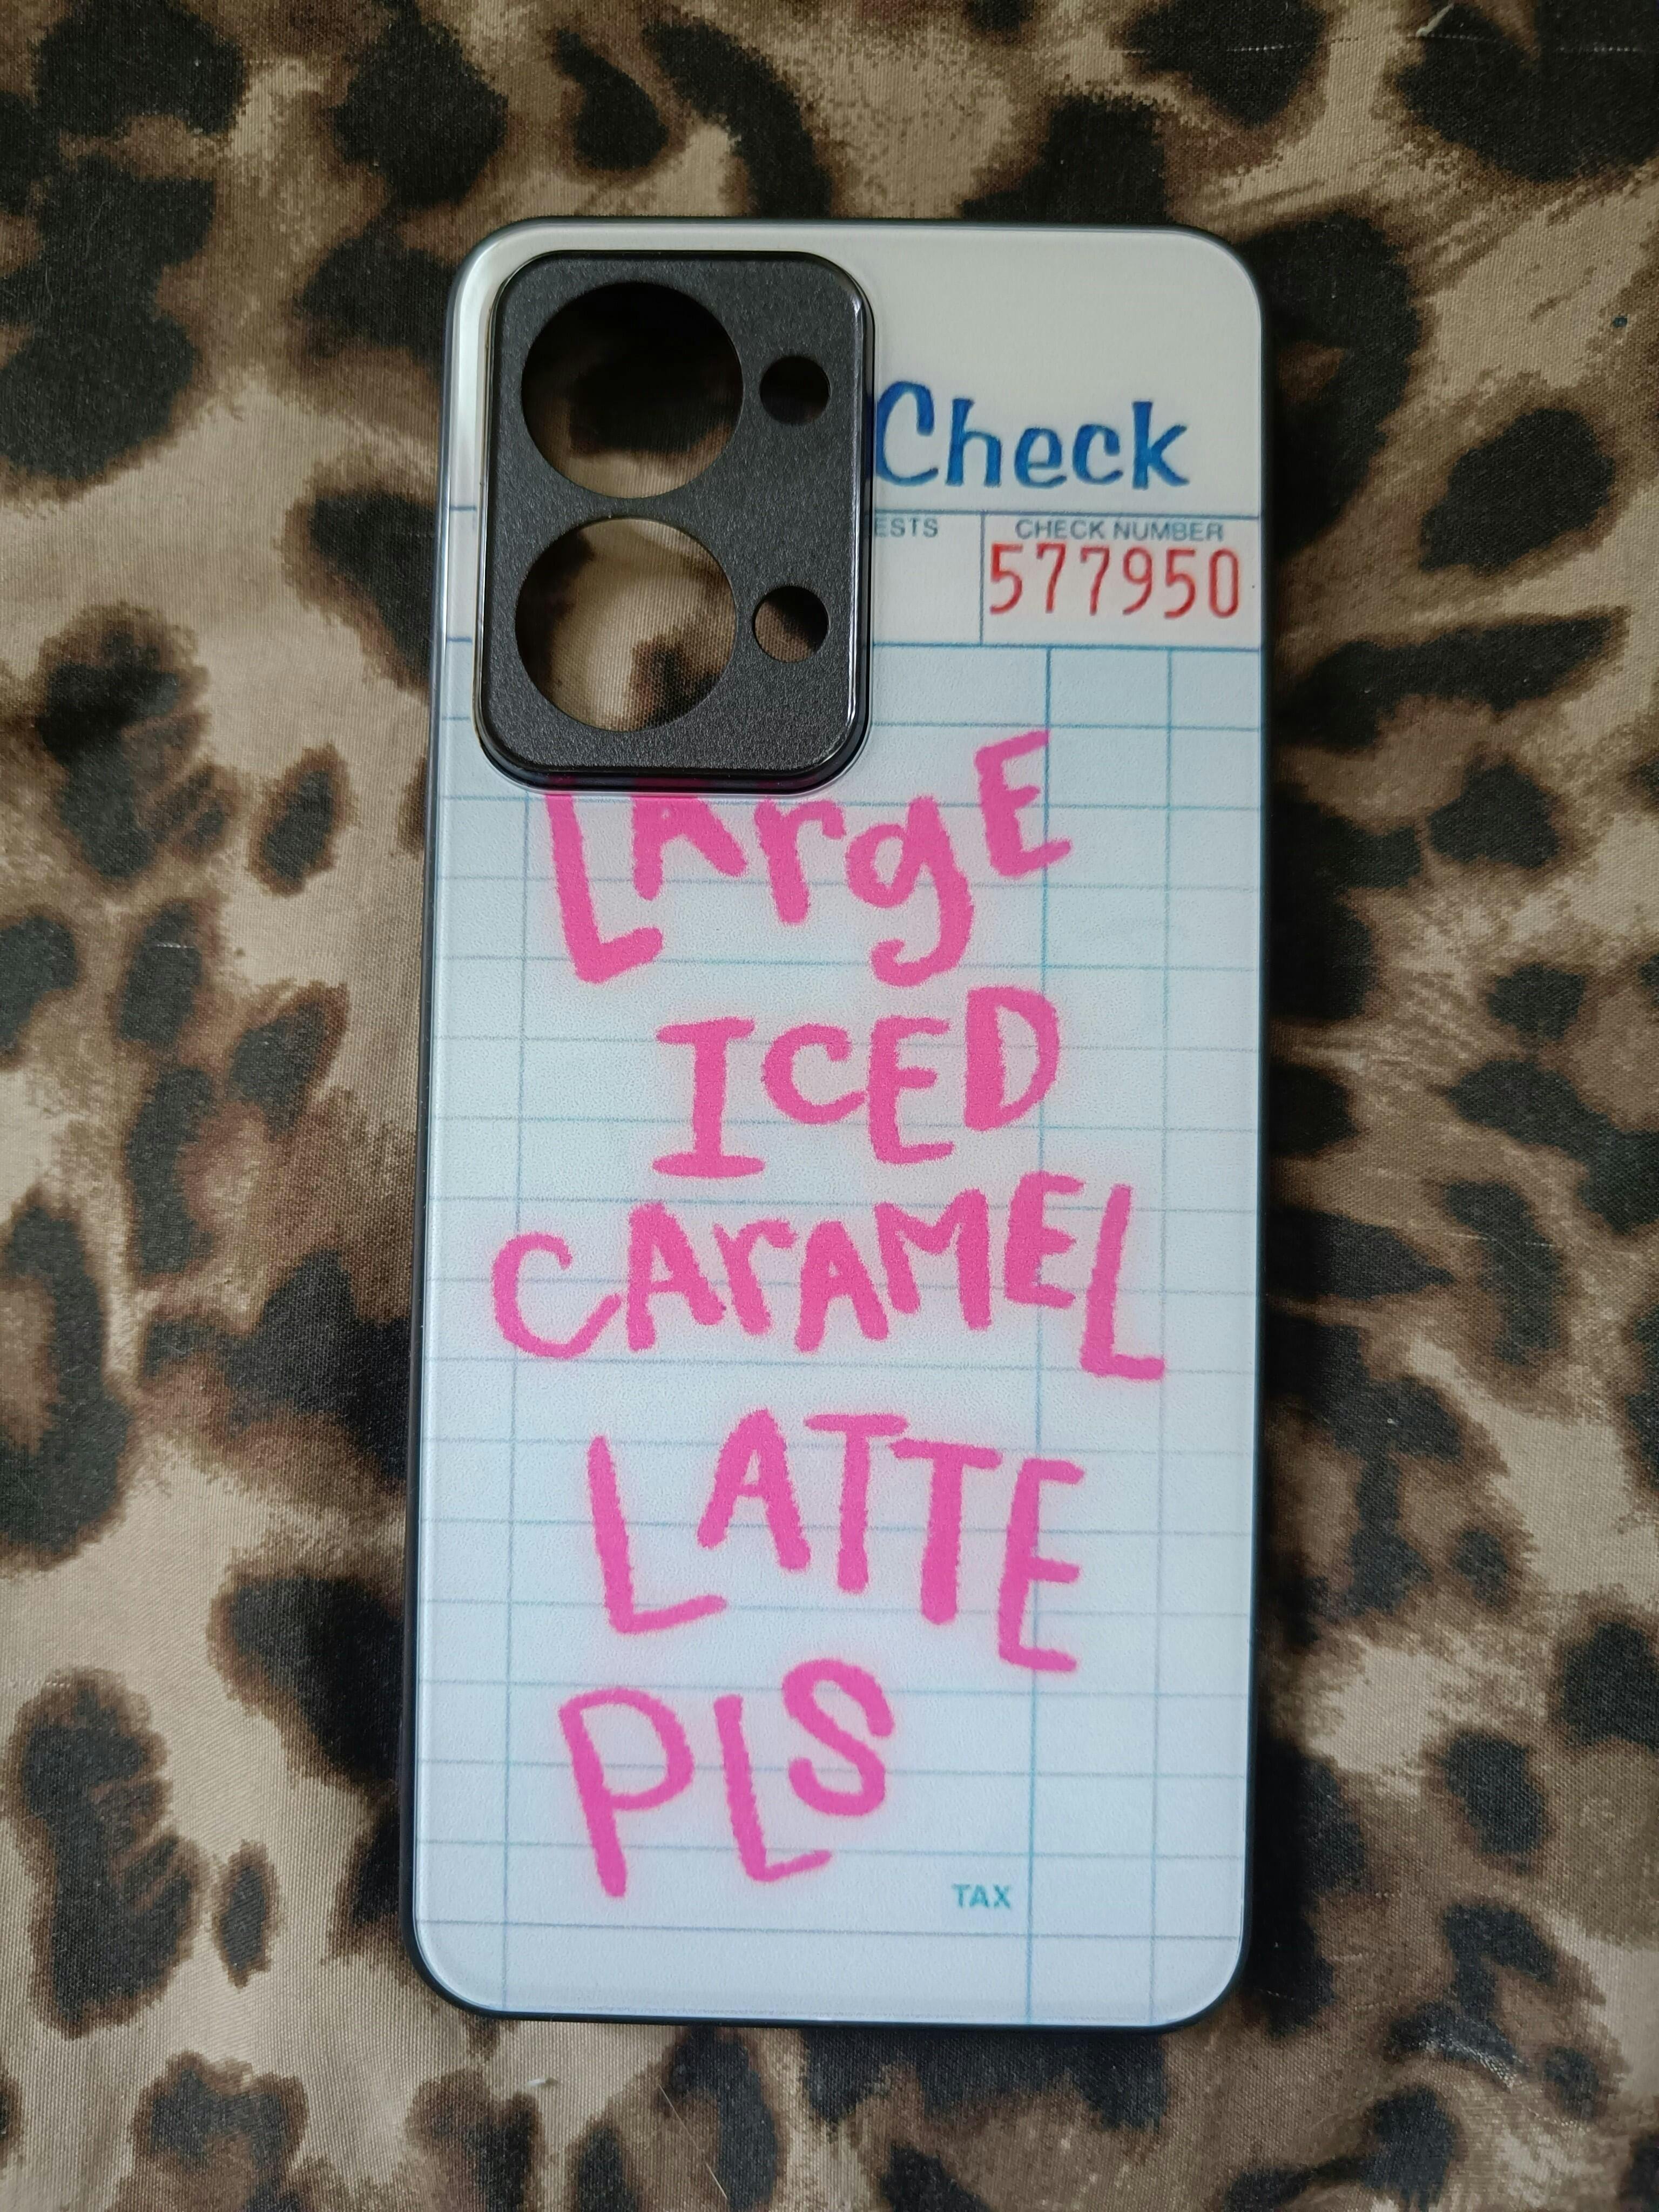 Check
ESTS CHECK NUMBER
577950
LArgE
ICED
CArAMEL
LATTE
PLS
TAX